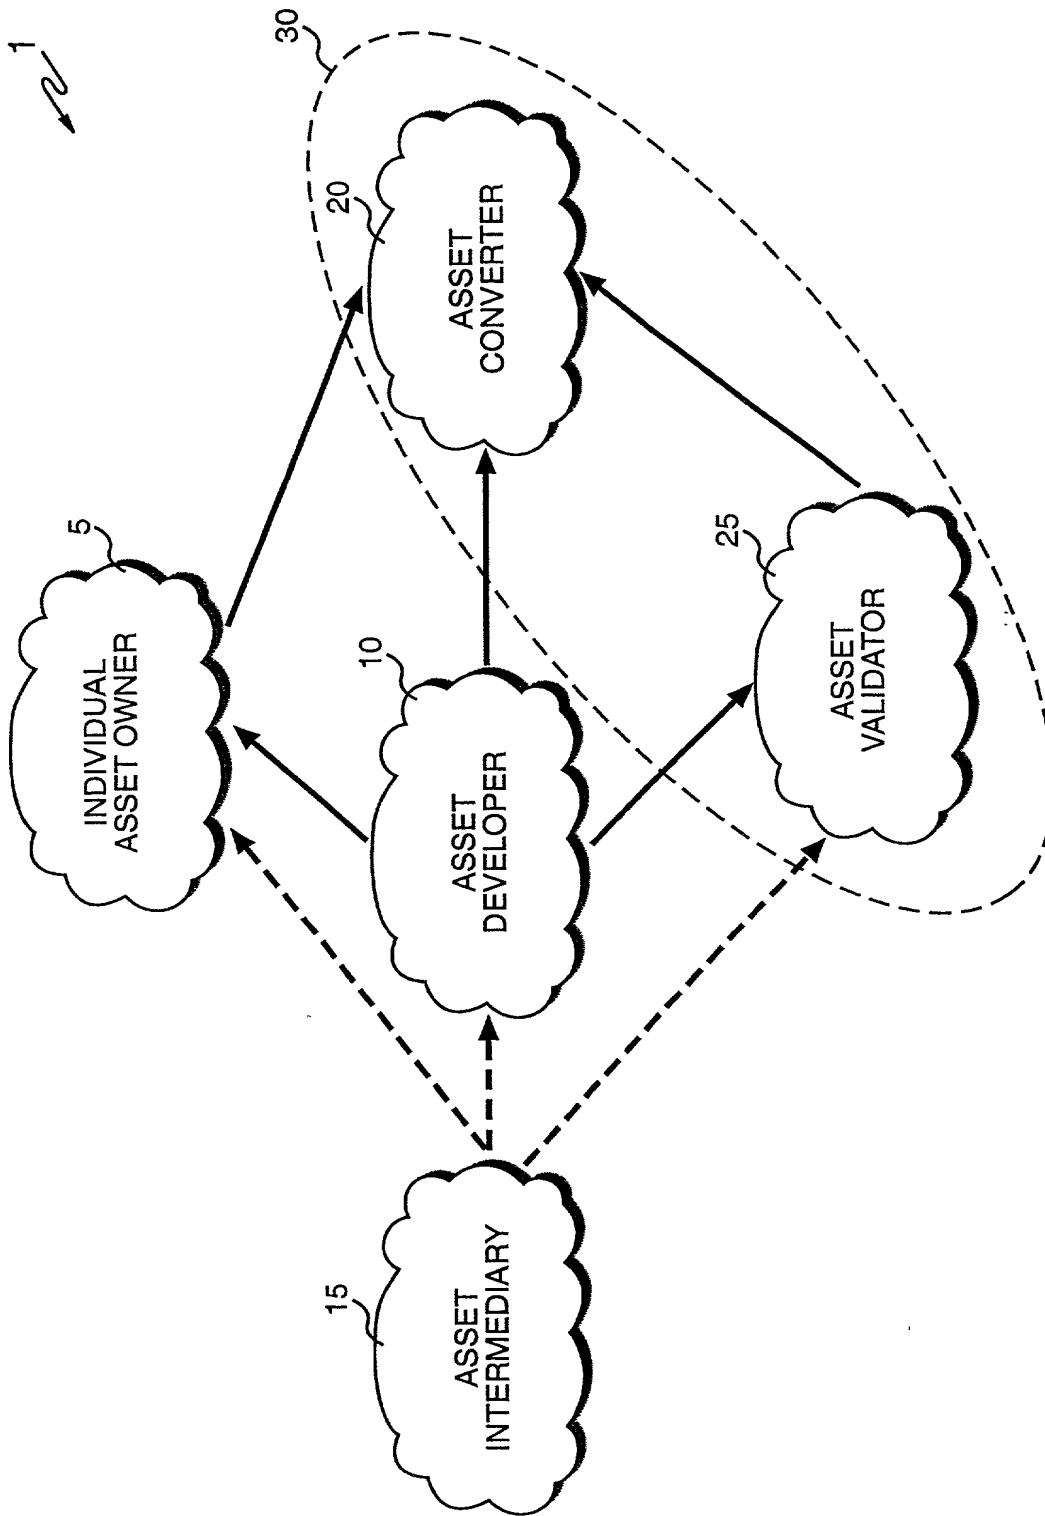 1
5
INDIVIDUAL
ASSET OWNER
30
15
ASSET
INTERMEDIARY
10
ASSET
DEVELOPER
20
ASSET
CONVERTER
25
ASSET
VALIDATOR